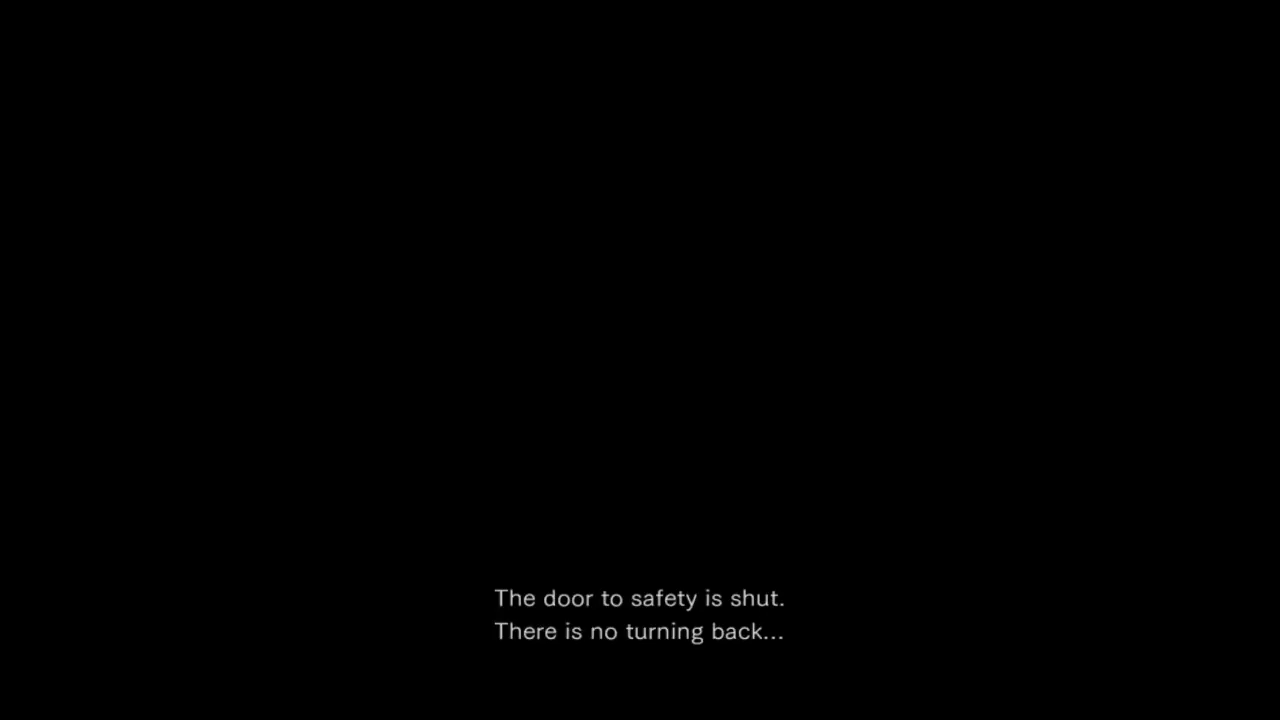 The door to safety is shut.
There is no turning back...